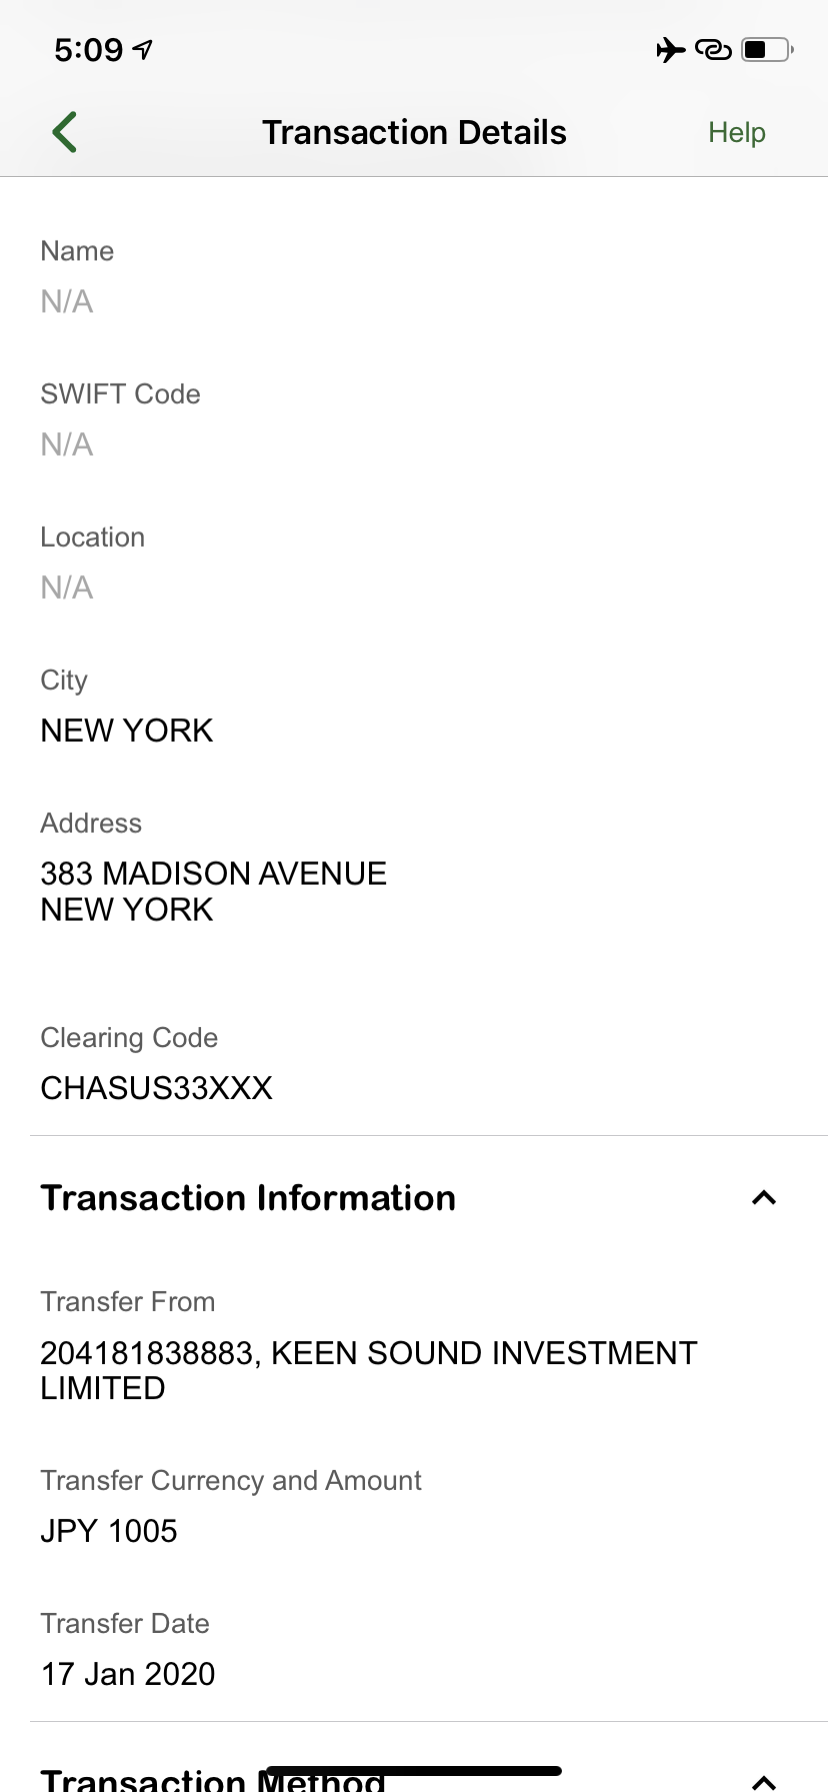 5:09
Transaction Details
Help
Name
N/A
SWIFT Code
N/A
Location
N/A
City
NEW YORK
Address
383 MADISON AVENUE
NEW YORK
Clearing Code
CHASUS33XXX
Transaction Information
Transfer From
204181838883, KEEN SOUND INVESTMENT
LIMITED
Transfer Currency and Amount
JPY 1005
Transfer Date
17 Jan 2020
Transaction Method